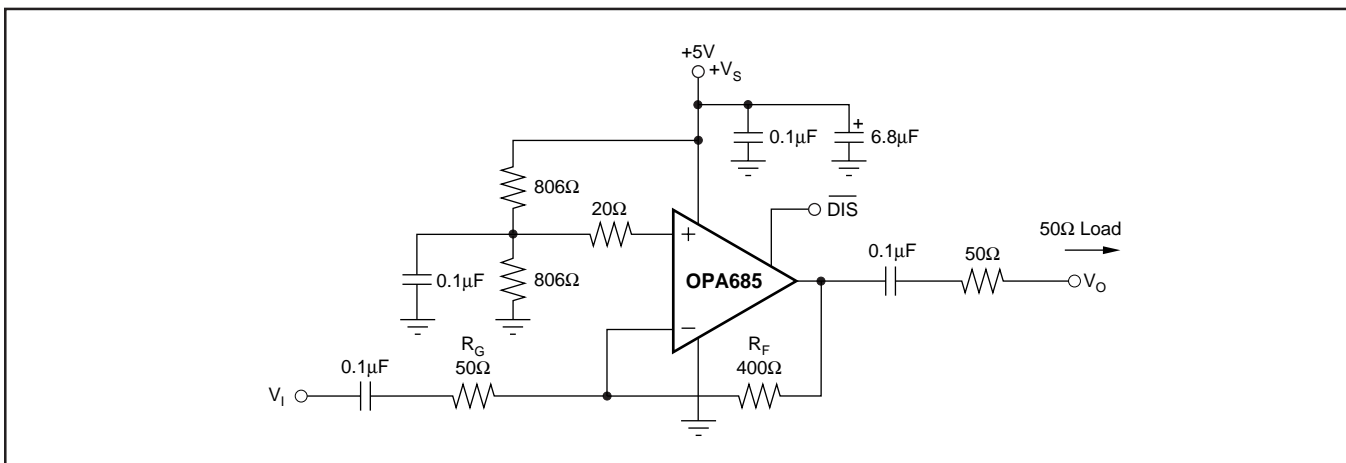 +5V
+V_S
0.1μF
6.8μF
806Ω
20Ω
DIS
50Ω Load
+
0.1μF
50Ω
0.1μF
806Ω
OPA685
V_O
−
R_G
50Ω
R_F
400Ω
0.1μF
V_I
+